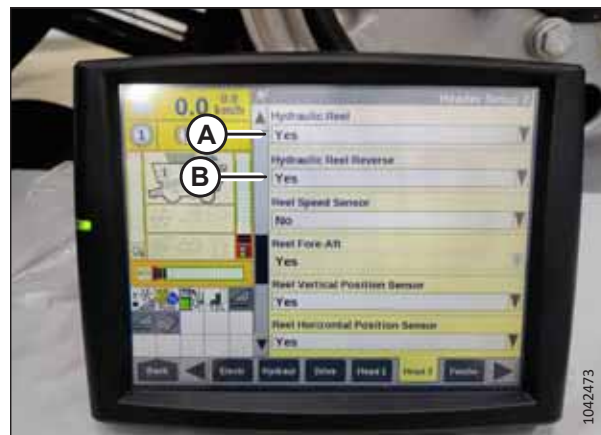 0.0 km/h
Header Setup 2
1
Hydraulic Reel
A
Yes
Hydraulic Reel Reverse
B
Yes
Reel Speed Sensor
No
Reel Fore-Aft
Yes
Reel Vertical Position Sensor
Yes
Reel Horizontal Position Sensor
Yes
Back Electr Hydraul Drive Head 1 Head 2 Feeder
1042473